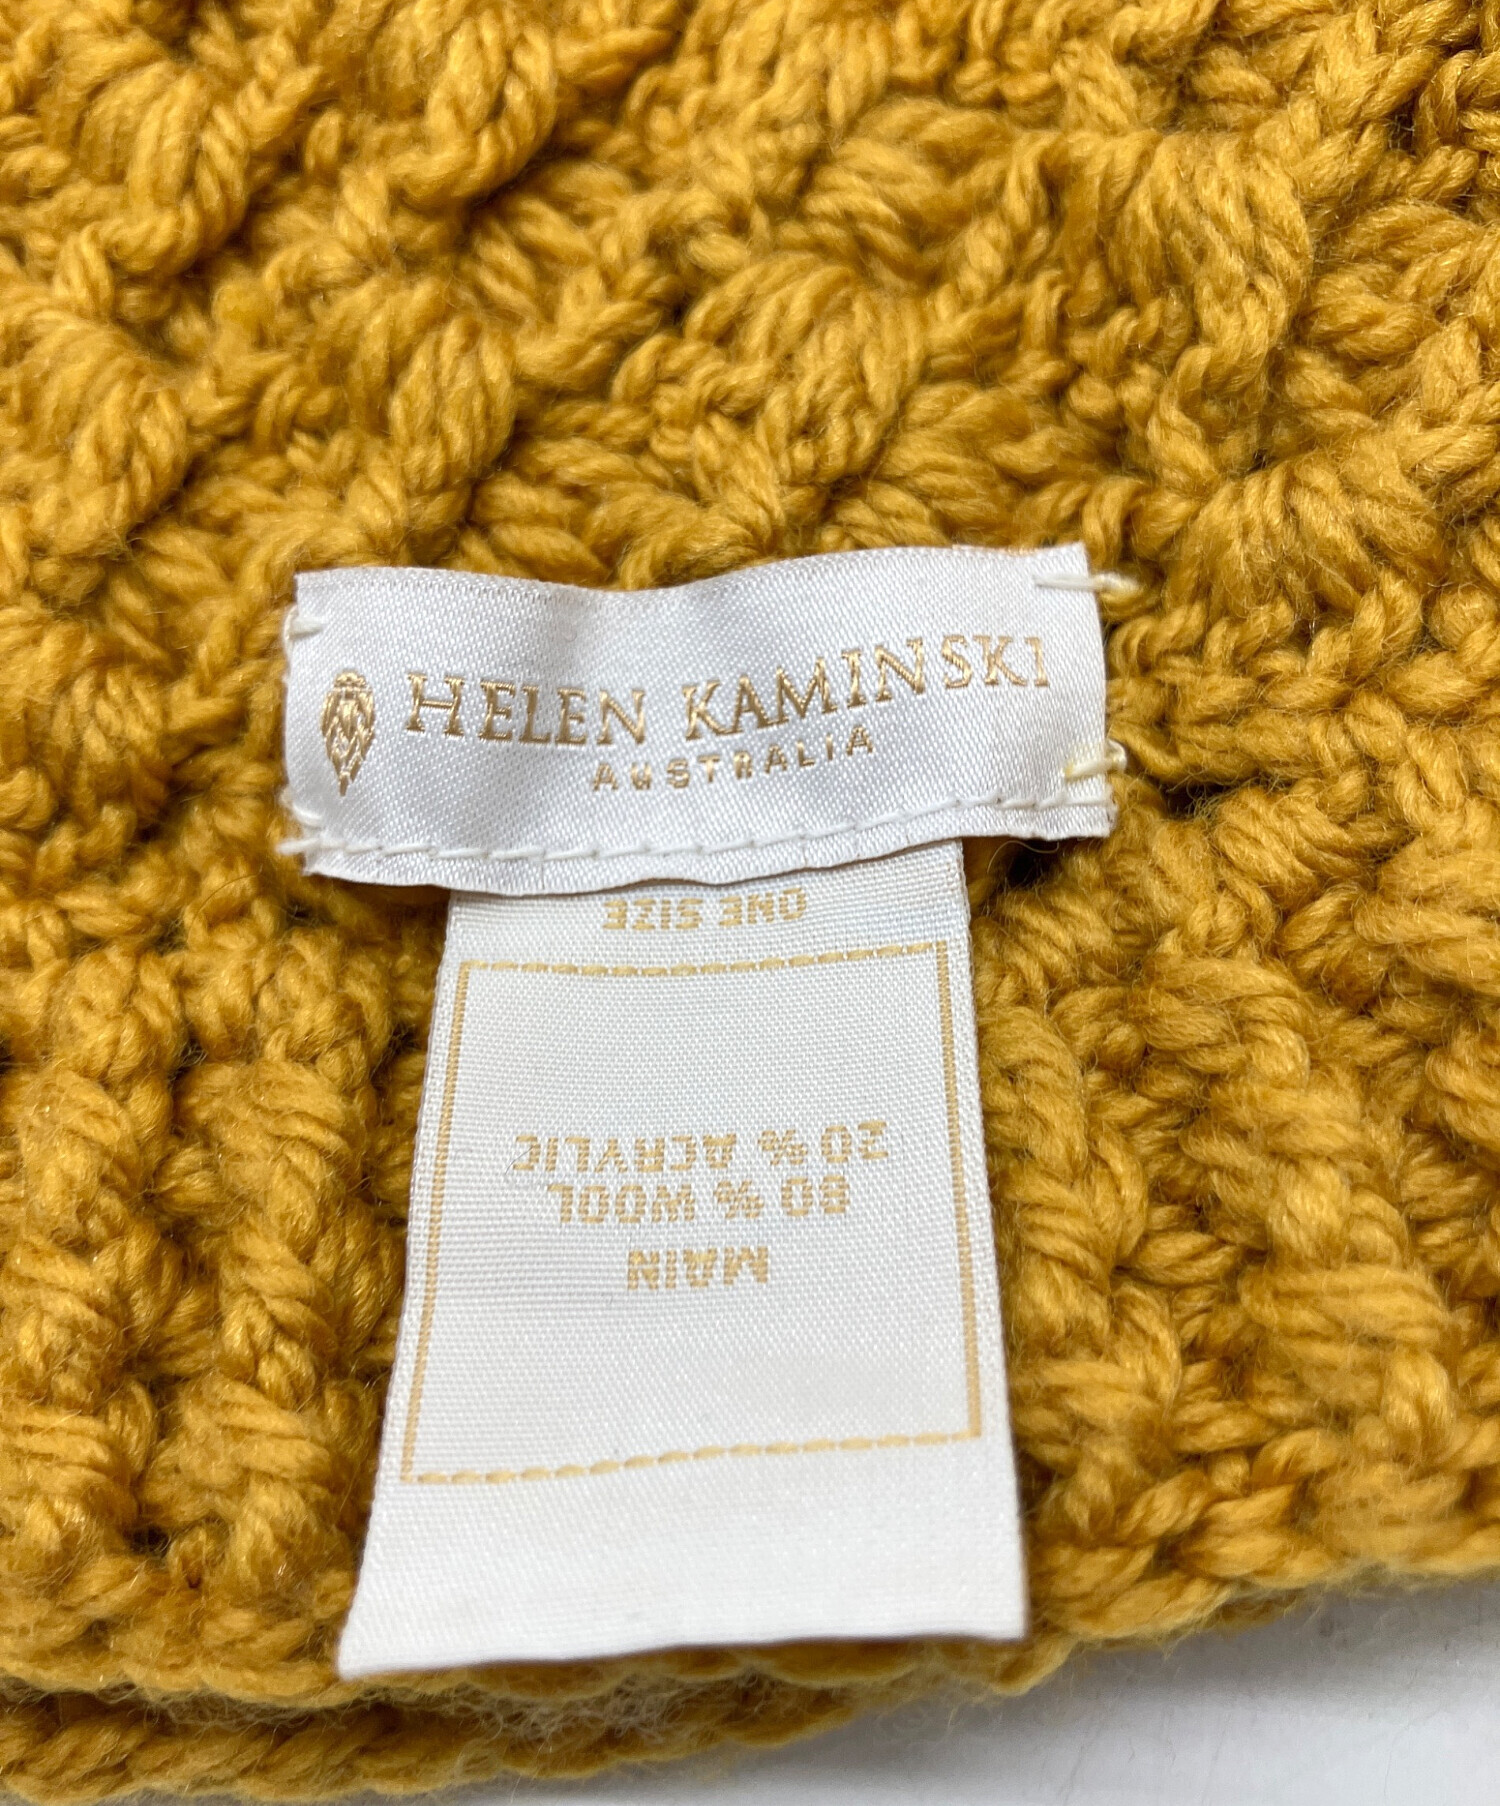 HELEN KAMINSKI
AUSTRALIA
ONE SIZE
MAIN
80 % WOOL
20 % ACRYLIC